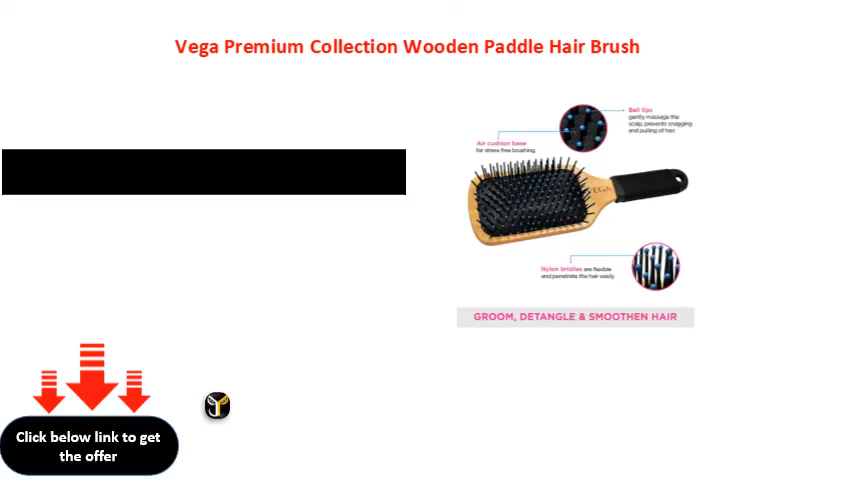 Vega Premium Collection Wooden Paddle Hair Brush
Ball tips
gently massage the
scalp, prevents snagging
and pulling of hair.
Air cushion base
for stress free brushing.
VEGA
Nylon bristles are flexible
and penetrate the hair easily
GROOM, DETANGLE & SMOOTHEN HAIR
Click below link to get
the offer